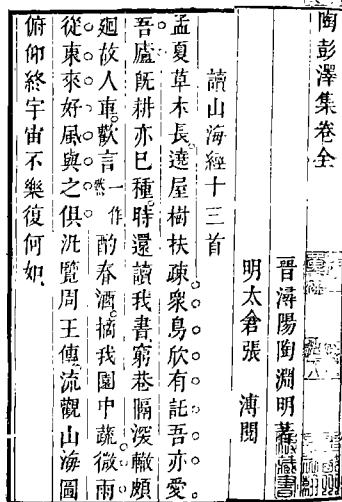 陶彭澤集卷全
晉潯陽陶淵明著
明太倉張　溥閱
讀山海經十三首
孟夏草木長遶屋樹扶疎衆鳥欣有託吾亦愛
吾廬旣耕亦已種時還讀我書窮巷隔深轍頗
廻故人車歡言一作然酌春酒摘我園中蔬微雨
從東來好風與之俱汎覽周王傳流觀山海圖
俯仰終宇宙不樂復何如